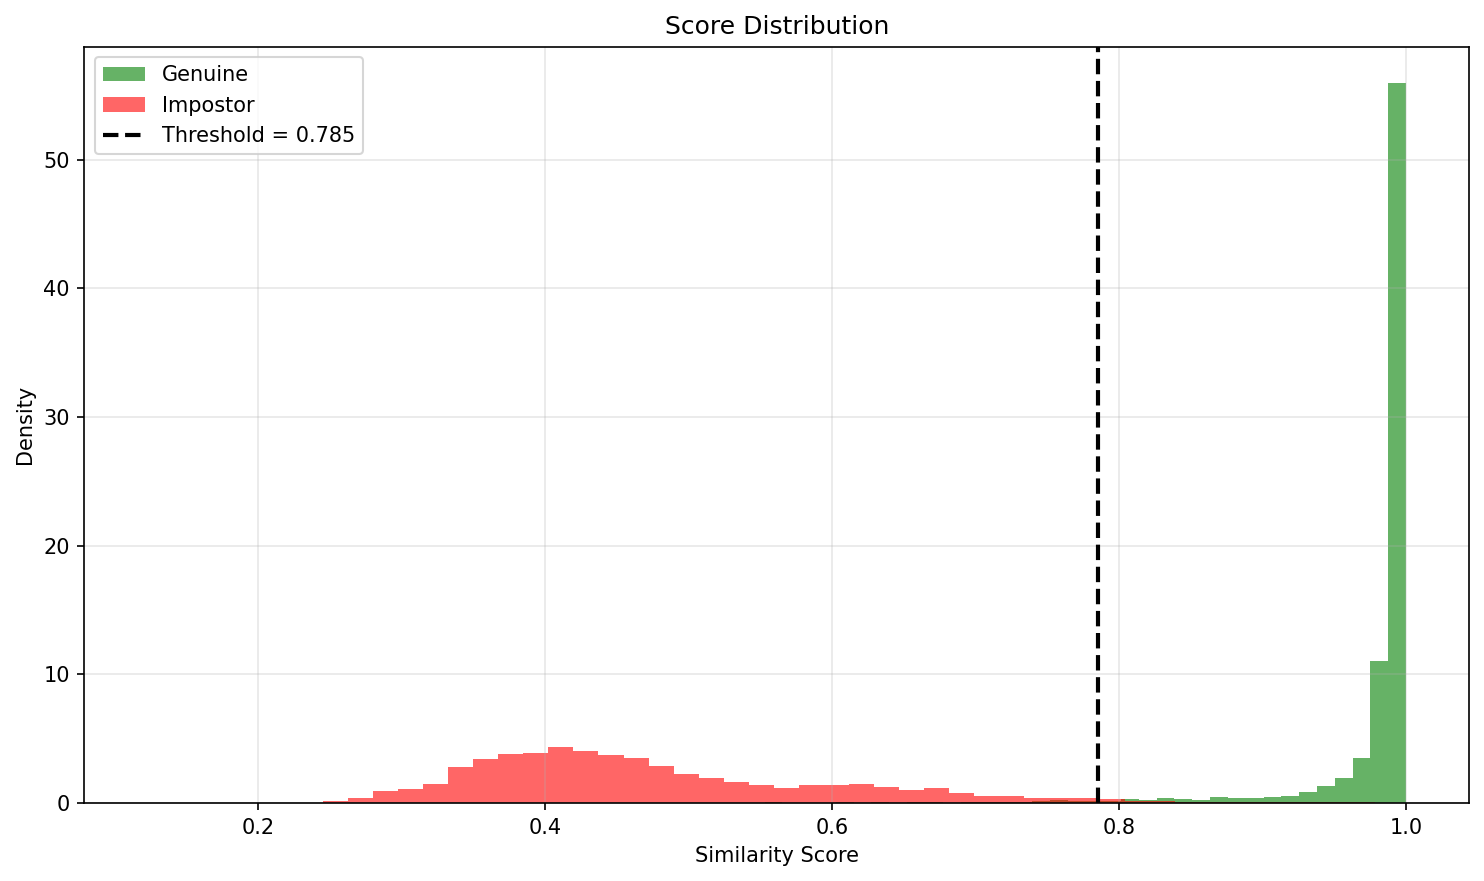 Score Distribution
Genuine
Impostor
Threshold = 0.785
Density
50
40
30
20
10
0
0.2 0.4 0.6 0.8 1.0
Similarity Score